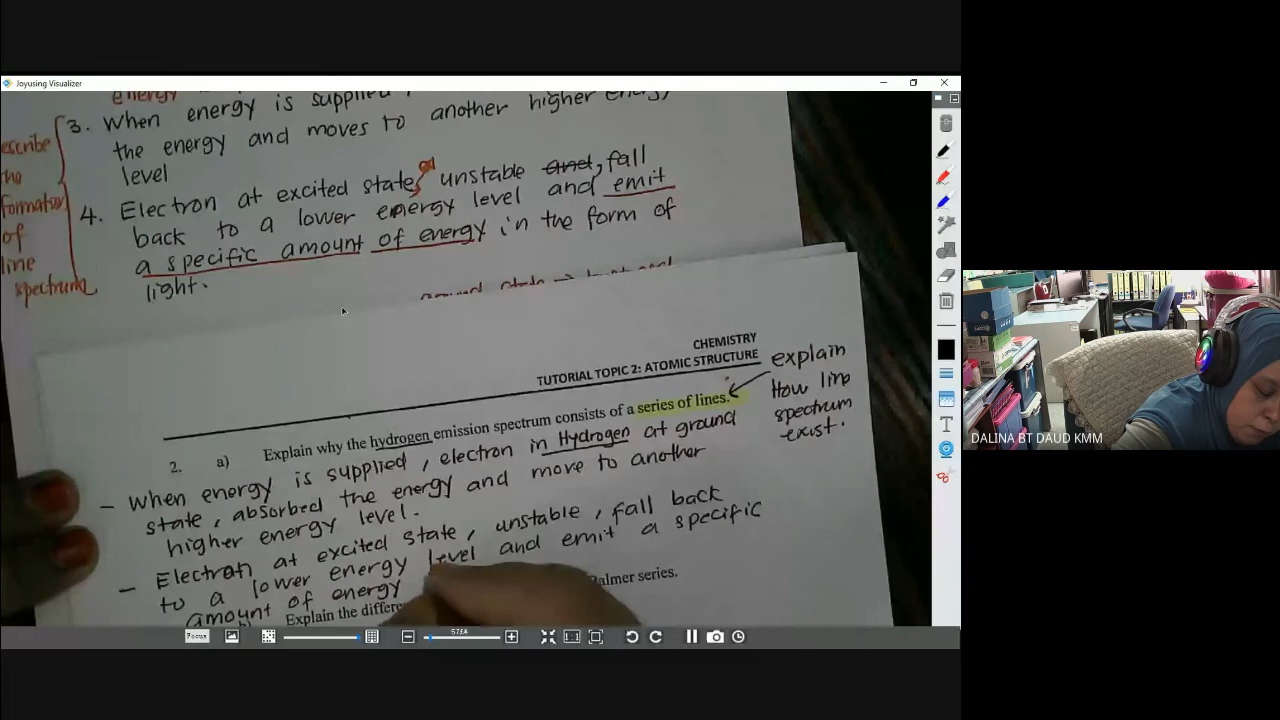 Joyusing Visualizer
energy
3. When energy is supplied,
the energy and moves to another higher energy
level
4. Electron at excited state, unstable and, fall
back to a lower energy level and emit
a specific amount of energy in the form of
light.
escribe
the
formation
of
line
spectrum
ground state
CHEMISTRY
TUTORIAL TOPIC 2: ATOMIC STRUCTURE
2. a) Explain why the hydrogen emission spectrum consists of a series of lines.
explain
How line
spectrum
exist.
- When energy is supplied, electron in Hydrogen at ground
state, absorbed the energy and move to another
higher energy level.
- Electron at excited state, unstable, fall back
to a lower energy level and emit a specific
amount of energy
Explain the differe
Balmer series.
Focus
1:1
DALINA BT DAUD KMM